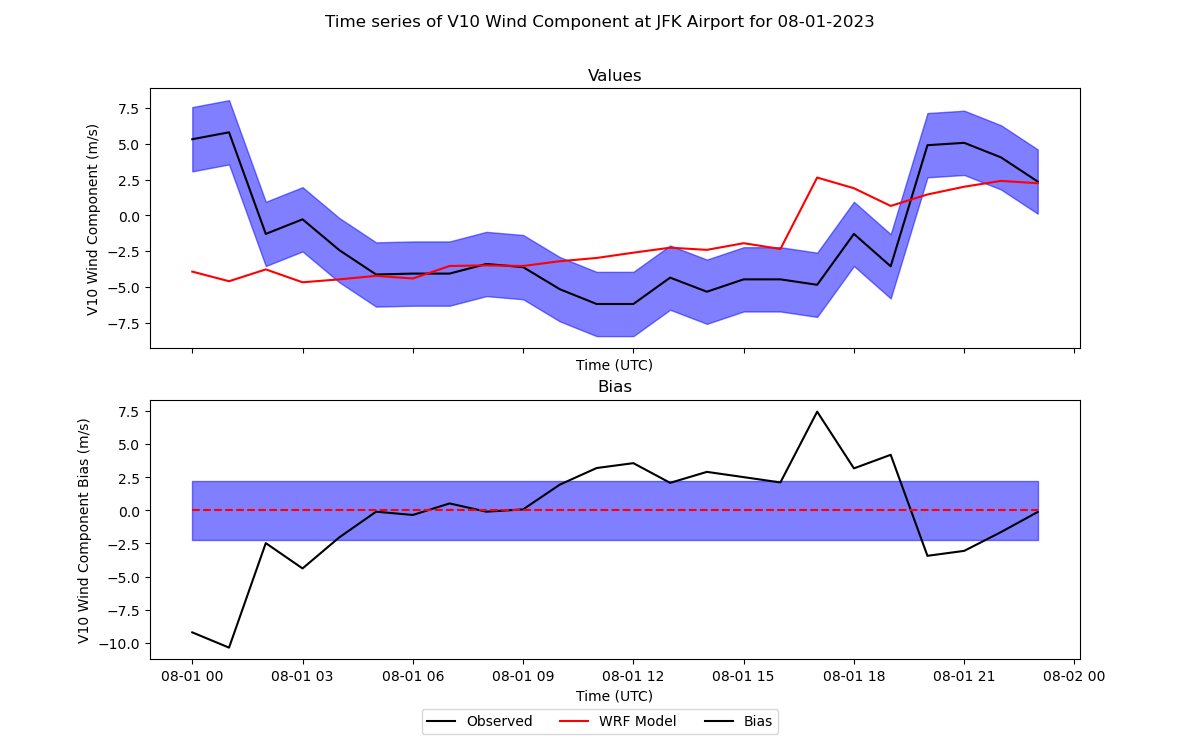 Time series of V10 Wind Component at JFK Airport for 08-01-2023
Values
V10 Wind Component (m/s)
7.5
5.0
2.5
0.0
−2.5
−5.0
−7.5
Time (UTC)
Bias
V10 Wind Component Bias (m/s)
7.5
5.0
2.5
0.0
−2.5
−5.0
−7.5
−10.0
08-01 00 08-01 03 08-01 06 08-01 09 08-01 12 08-01 15 08-01 18 08-01 21 08-02 00
Time (UTC)
Observed WRF Model Bias